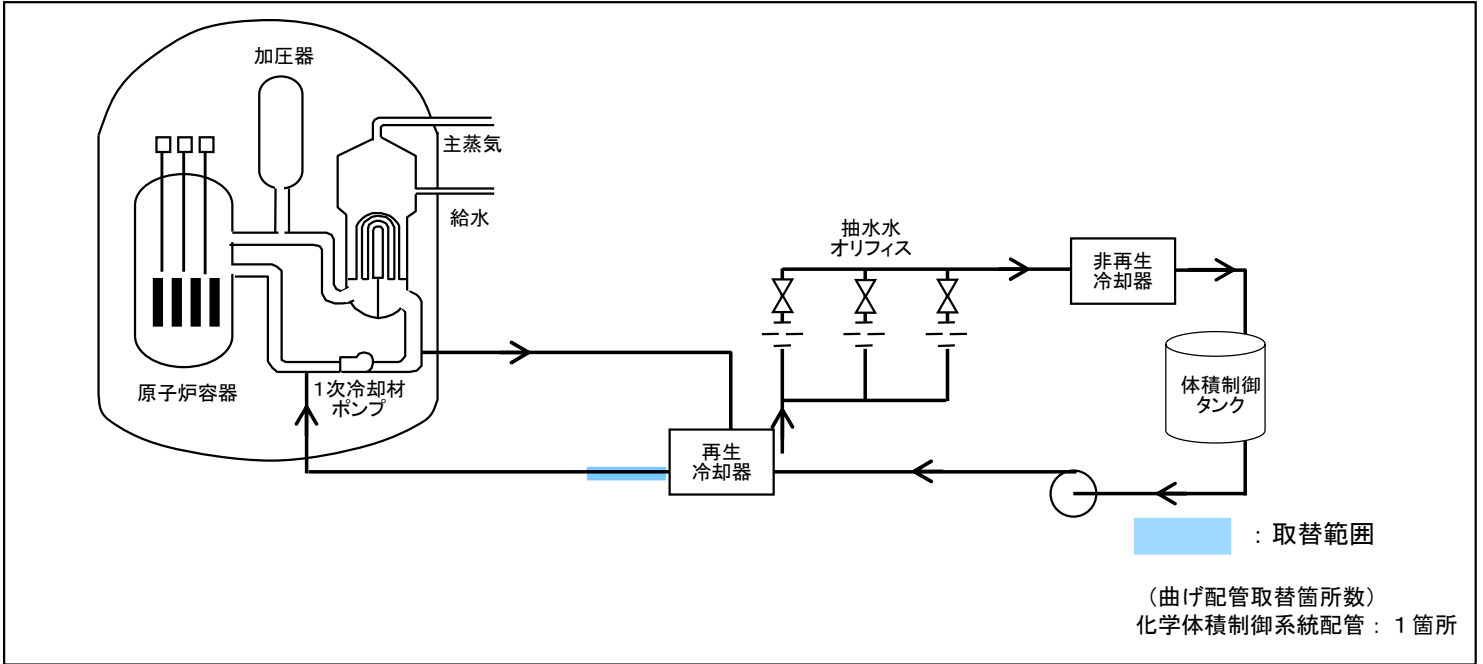 加圧器
主蒸気
給水
原子炉容器
1次冷却材
ポンプ
抽水水
オリフィス
非再生
冷却器
体積制御
タンク
再生
冷却器
：取替範囲
（曲げ配管取替箇所数）
化学体積制御系統配管：１箇所